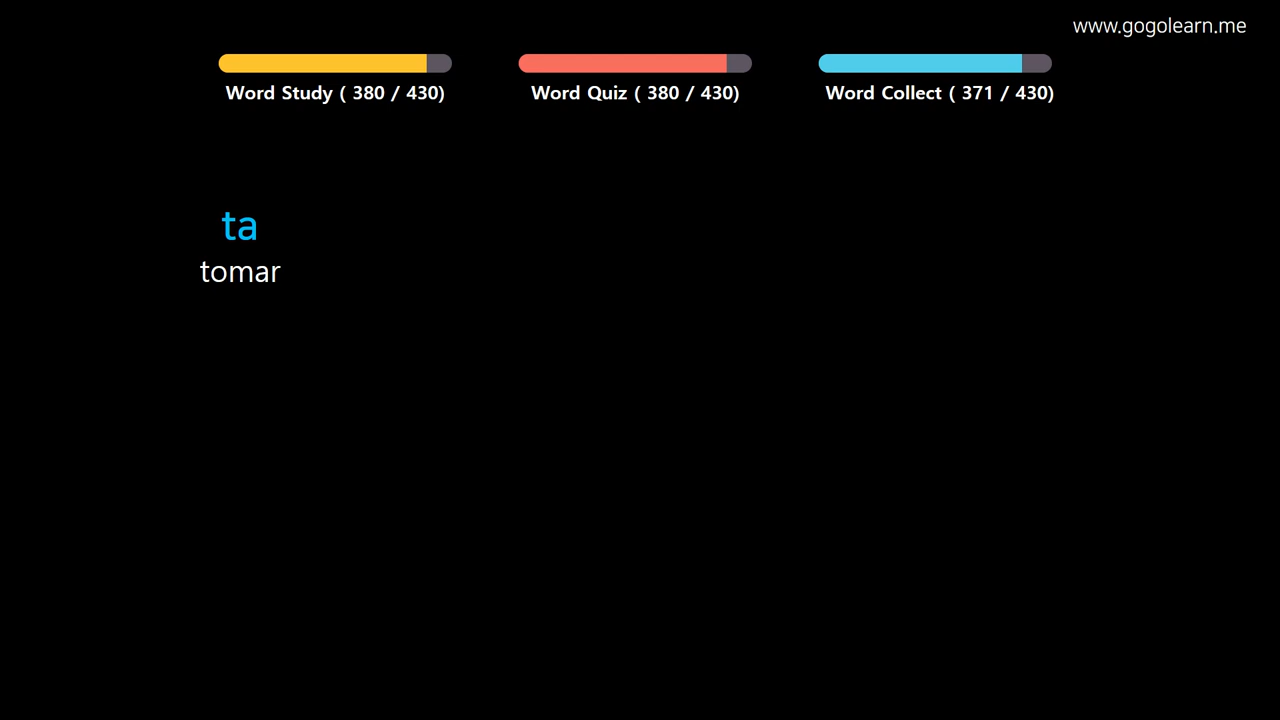 www.gogolearn.me
Word Study ( 380 / 430)
Word Quiz ( 380 / 430)
Word Collect ( 371 / 430)
ta
tomar